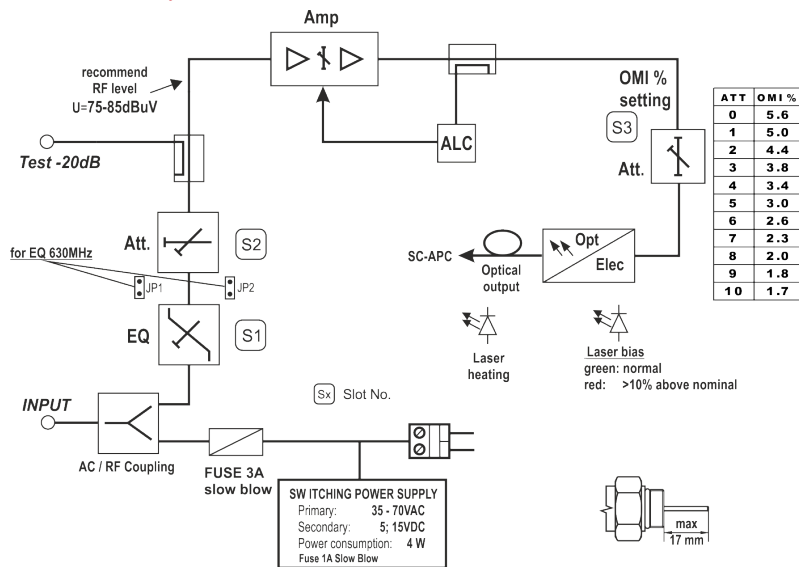 Amp
recommend
RF level
U=75-85dBuV
OMI %
setting
S3
Att.
ALC
Test -20dB
ATT OMI%
0 5.6
1 5.0
2 4.4
3 3.8
4 3.4
5 3.0
6 2.6
7 2.3
8 2.0
9 1.8
10 1.7
Att.
S2
for EQ 630MHz
JP1
JP2
EQ
S1
SC-APC
Optical
output
Opt
Elec
Laser
heating
Laser bias
green: normal
red: >10% above nominal
INPUT
Sx Slot No.
AC / RF Coupling
FUSE 3A
slow blow
SW ITCHING POWER SUPPLY
Primary: 35 - 70VAC
Secondary: 5; 15VDC
Power consumption: 4 W
Fuse 1A Slow Blow
max
17 mm